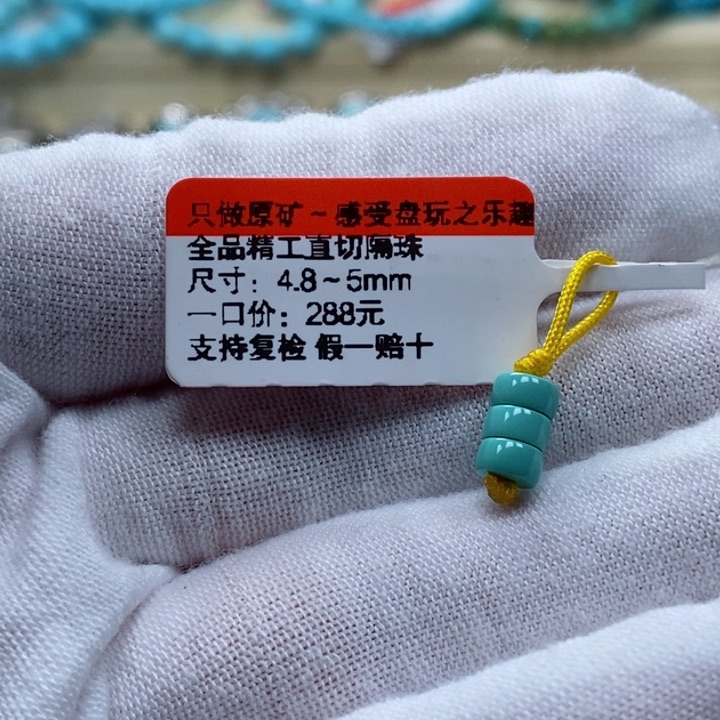 只做原矿~感受盘玩之乐趣
全品精工直切隔珠
尺寸：4.8~5mm
一口价：288元
支持复检 假一赔十